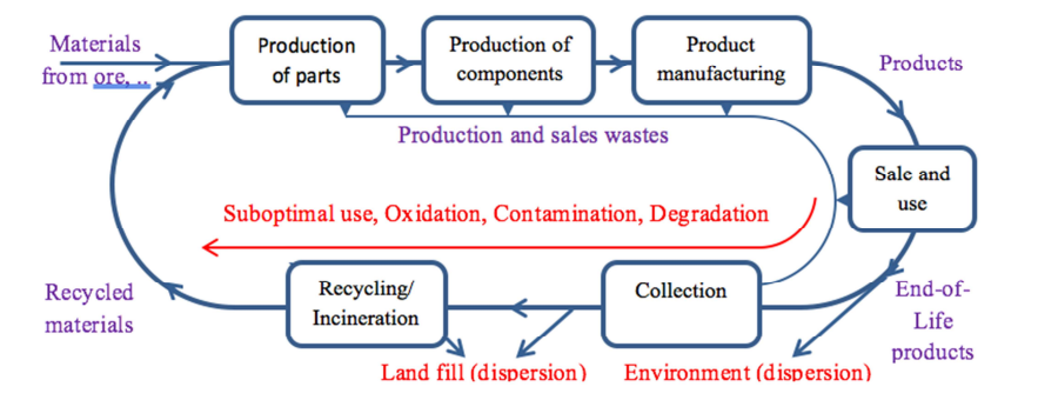 Materials
from ore, ..
Production
of parts
Production of
components
Product
manufacturing
Products
Production and sales wastes
Sale and
use
Suboptimal use, Oxidation, Contamination, Degradation
Recycled
materials
Recycling/
Incineration
Collection
End-of-
Life
products
Land fill (dispersion)
Environment (dispersion)